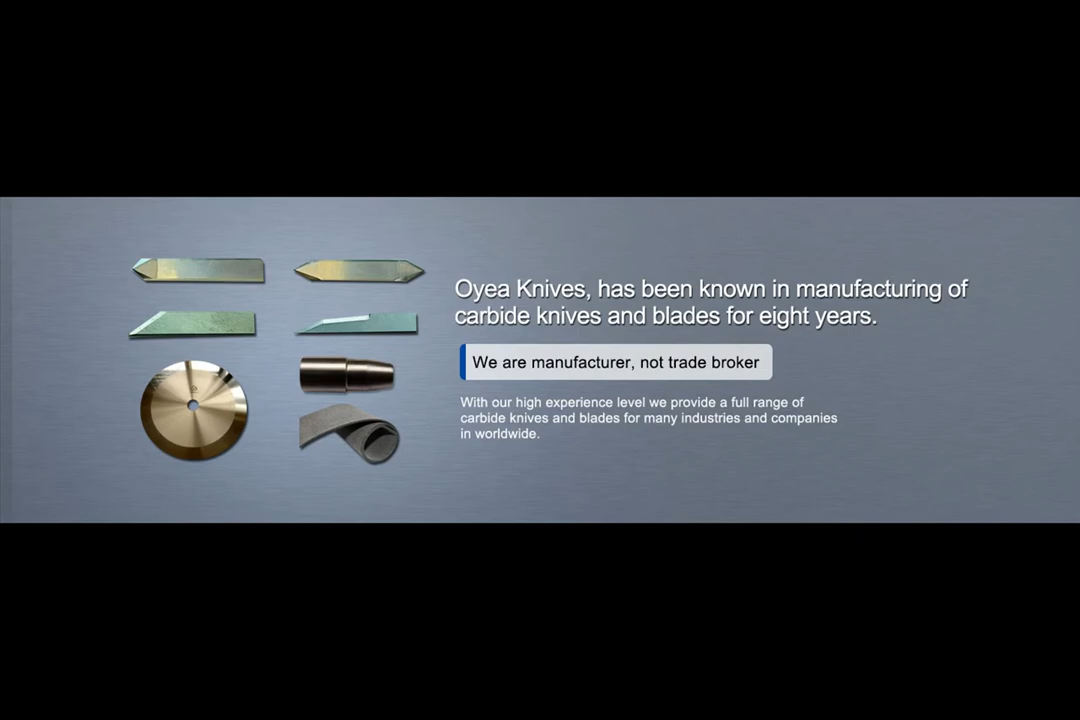 Oyea Knives, has been known in manufacturing of
carbide knives and blades for eight years.
We are manufacturer, not trade broker
With our high experience level we provide a full range of
carbide knives and blades for many industries and companies
in worldwide.